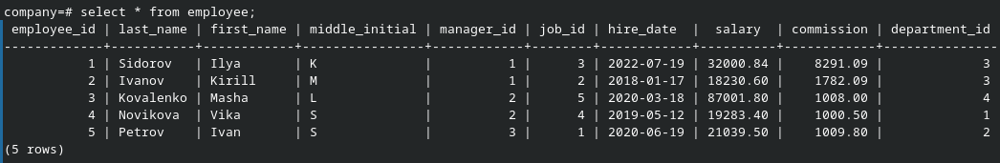 company=# select * from employee;
 employee_id | last_name | first_name | middle_initial | manager_id | job_id | hire_date  |  salary  | commission | department_id
-------------+-----------+------------+----------------+------------+--------+------------+----------+------------+---------------
           1 | Sidorov   | Ilya       | K              |          1 |      3 | 2022-07-19 | 32000.84 |    8291.09 |             3
           2 | Ivanov    | Kirill     | M              |          1 |      2 | 2018-01-17 | 18230.60 |    1782.09 |             3
           3 | Kovalenko | Masha      | L              |          2 |      5 | 2020-03-18 | 87001.80 |    1008.00 |             4
           4 | Novikova  | Vika       | S              |          2 |      4 | 2019-05-12 | 19283.40 |    1000.50 |             1
           5 | Petrov    | Ivan       | S              |          3 |      1 | 2020-06-19 | 21039.50 |    1009.80 |             2
(5 rows)